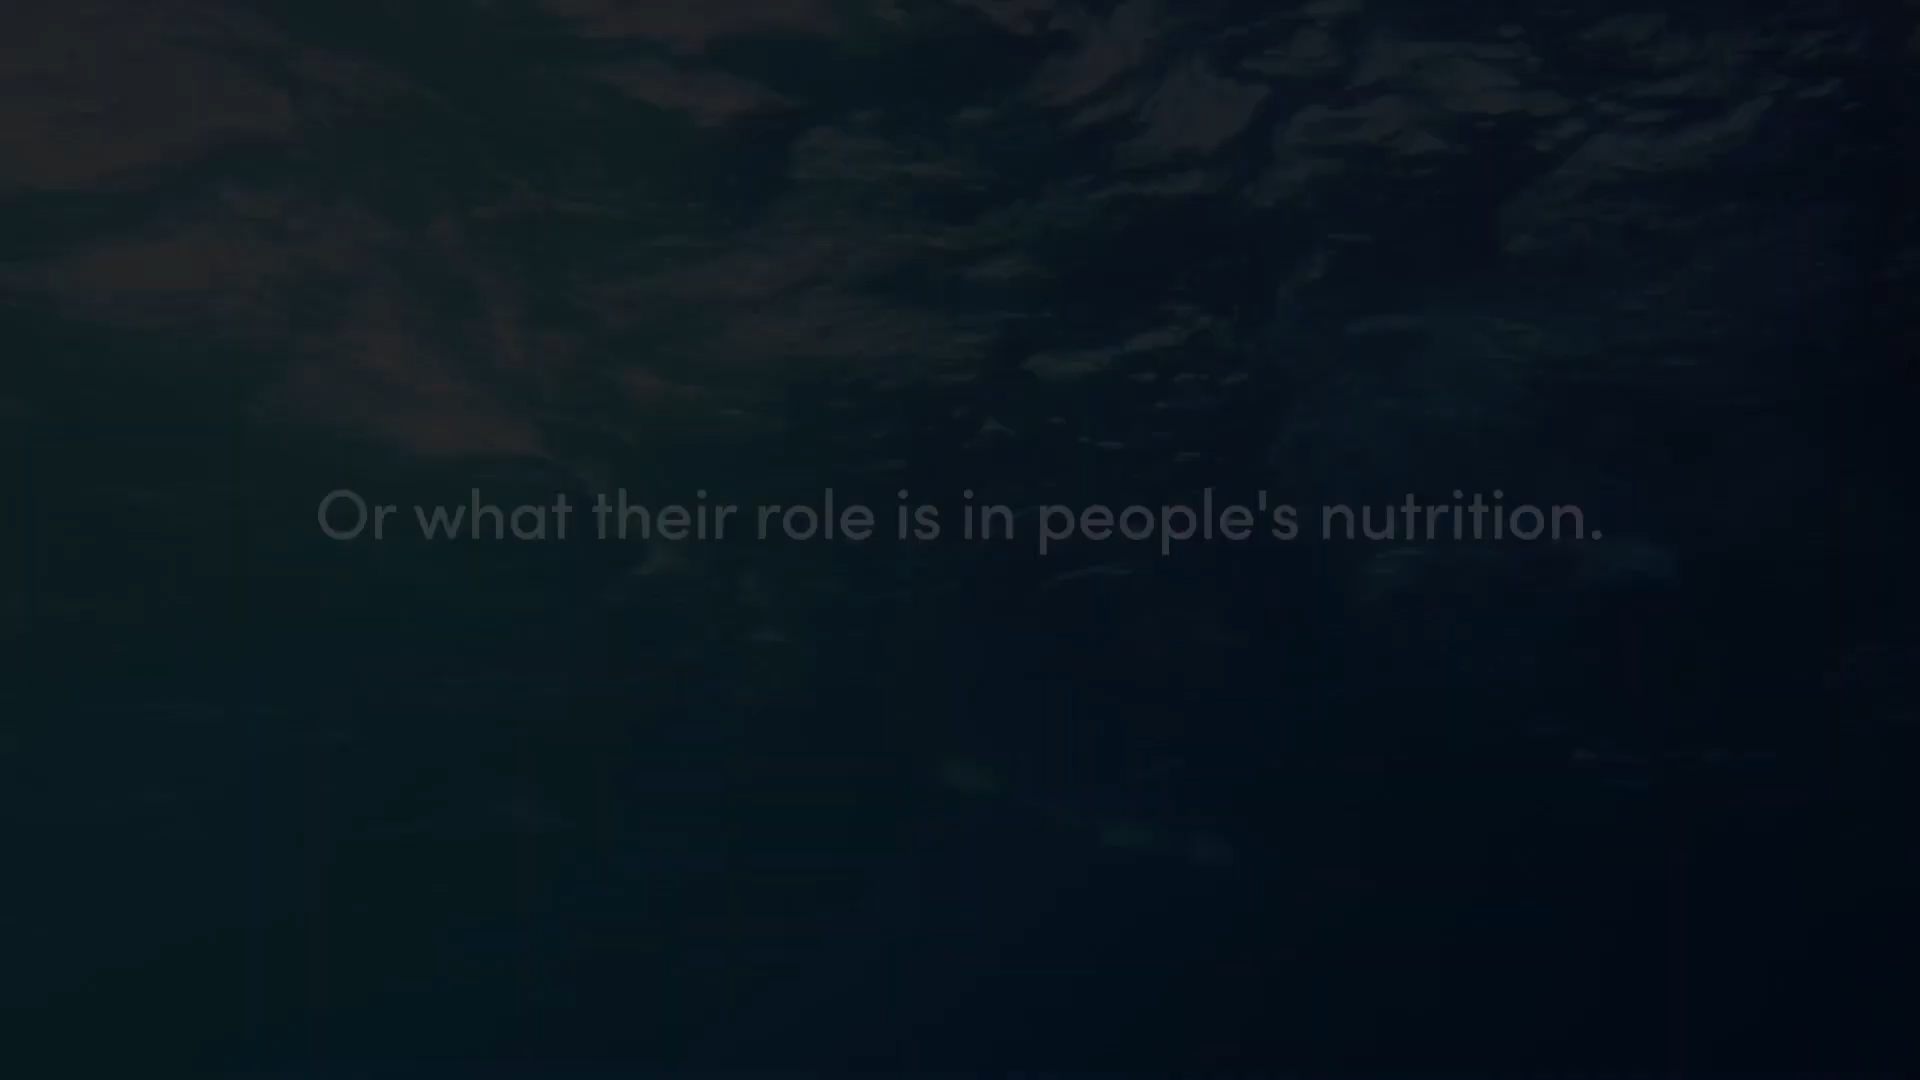 Or what their role is in people's nutrition.